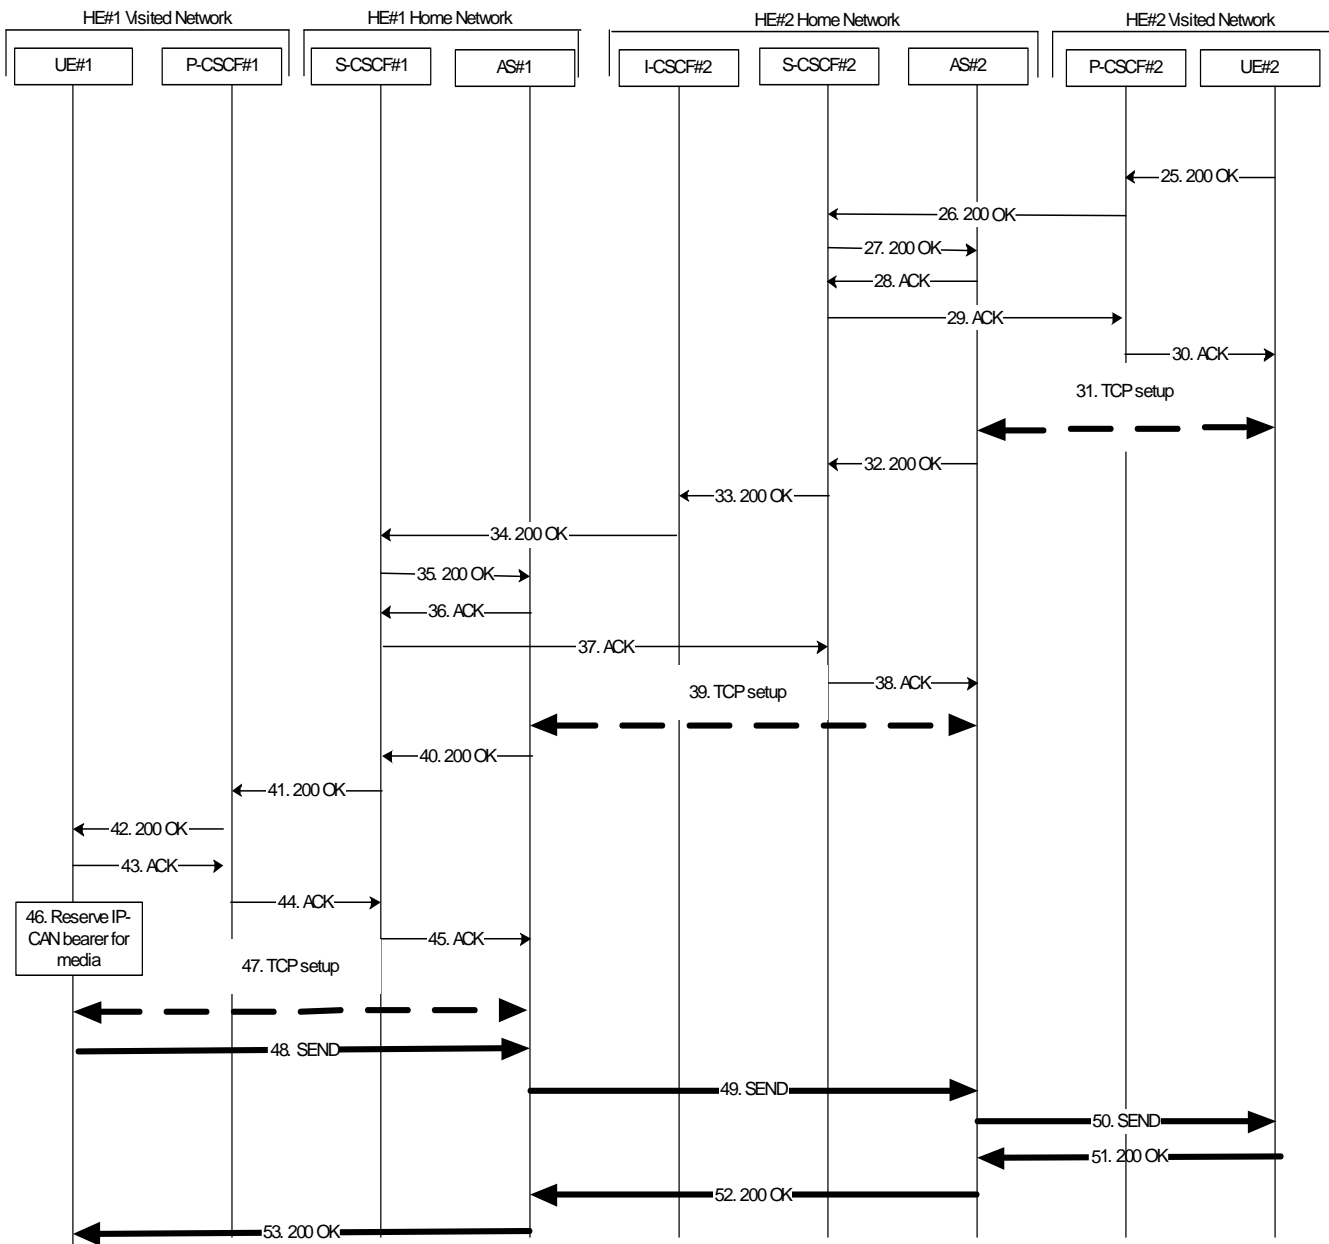 HE#1 Visited Network
HE#1 Home Network
HE#2 Home Network
HE#2 Visited Network
UE#1
P-CSCF#1
S-CSCF#1
AS#1
I-CSCF#2
S-CSCF#2
AS#2
P-CSCF#2
UE#2
25. 200 OK
26. 200 OK
27. 200 OK
28. ACK
29. ACK
30. ACK
31. TCP setup
32. 200 OK
33. 200 OK
34. 200 OK
35. 200 OK
36. ACK
37. ACK
38. ACK
39. TCP setup
40. 200 OK
41. 200 OK
42. 200 OK
43. ACK
44. ACK
45. ACK
46. Reserve IP-
CAN bearer for
media
47. TCP setup
48. SEND
49. SEND
50. SEND
51. 200 OK
52. 200 OK
53. 200 OK